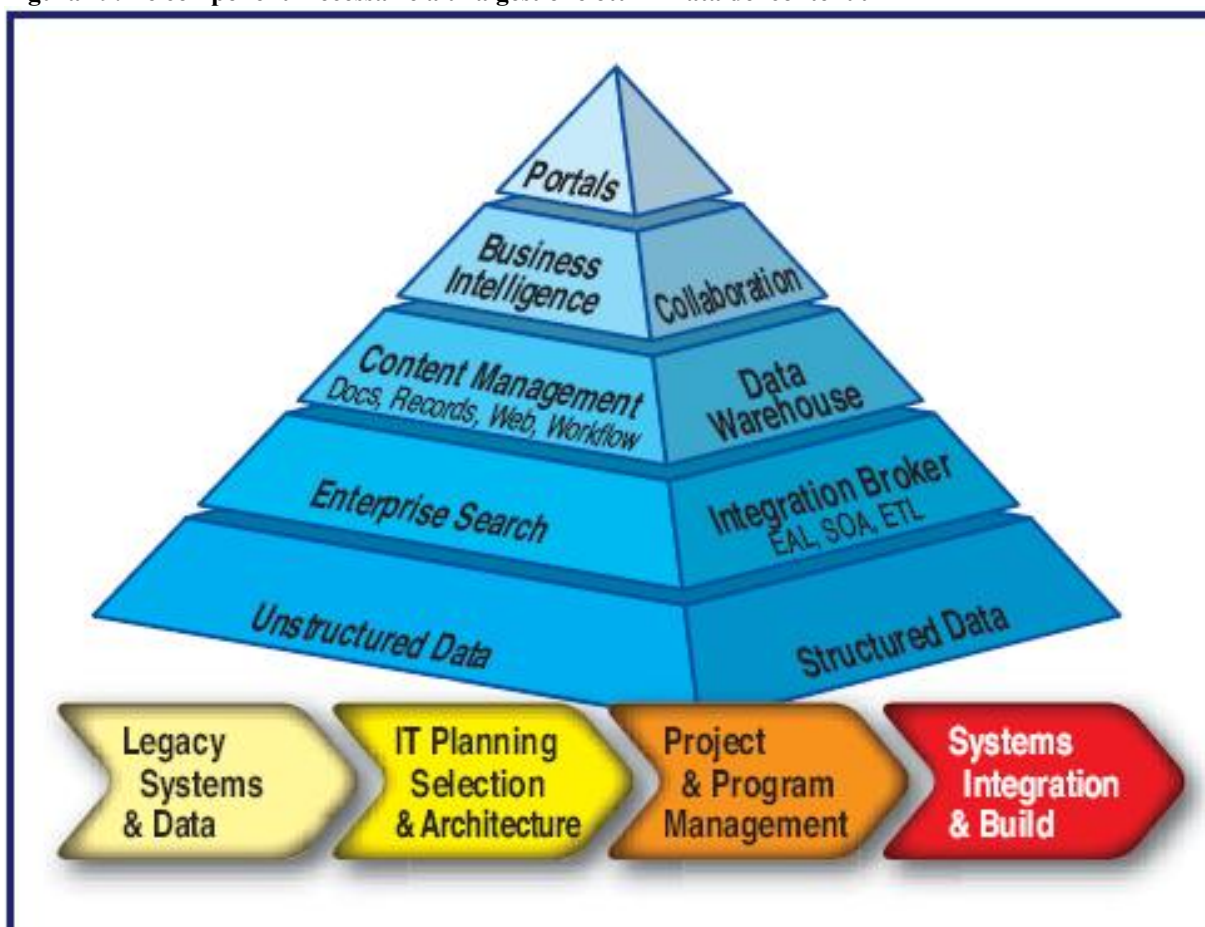 Portals
Business
Intelligence
Collaboration
Content Management
Docs, Records, Web, Workflow
Data
Warehouse
Enterprise Search
Integration Broker
EAL, SOA, ETL
Unstructured Data
Structured Data
Legacy
Systems
& Data
IT Planning
Selection
& Architecture
Project
& Program
Management
Systems
Integration
& Build